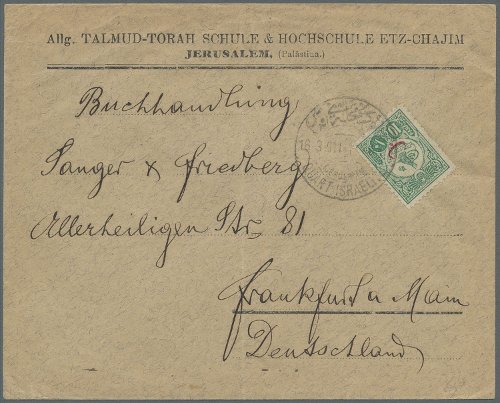 Allg. TALMUD-TORAH SCHULE & HOCHSCHULE ETZ-CHAJIM
JERUSALEM, (Palästina.)
Buchhandlung
Sänger & Friedberg
Allerheiligen Str. 81
Frankfurt a Main
Deutschland